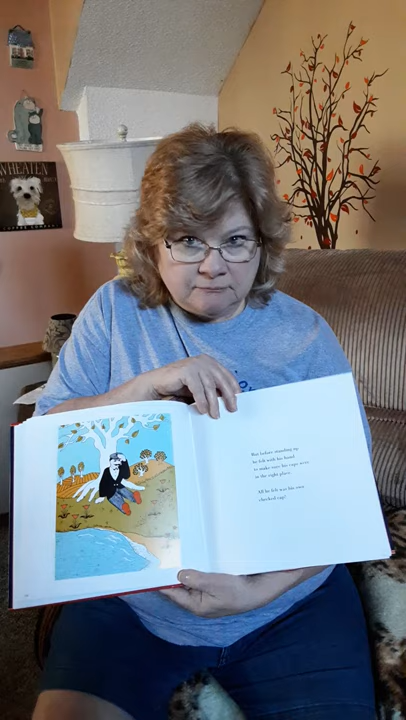 WHEATEN
But before standing up
he felt with his hand
to make sure his caps were
in the right place.
All he felt was his own
checked cap!